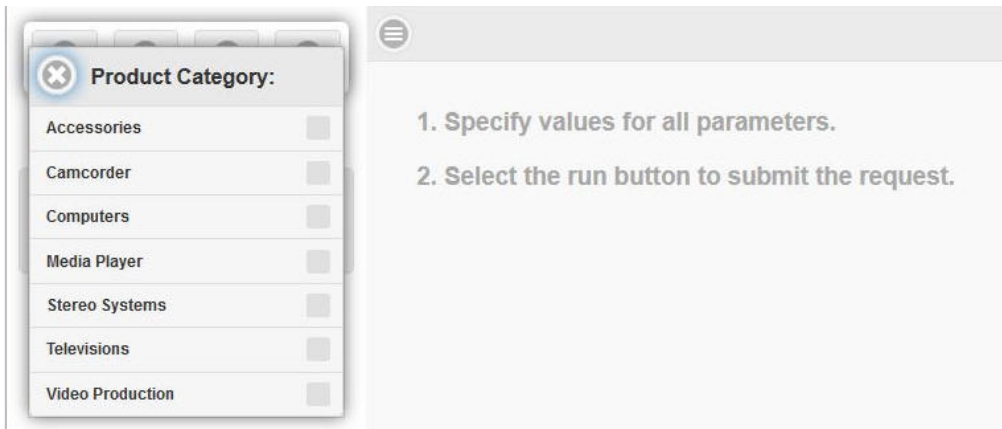 Product Category:
Accessories
Camcorder
Computers
Media Player
Stereo Systems
Televisions
Video Production
1. Specify values for all parameters.
2. Select the run button to submit the request.